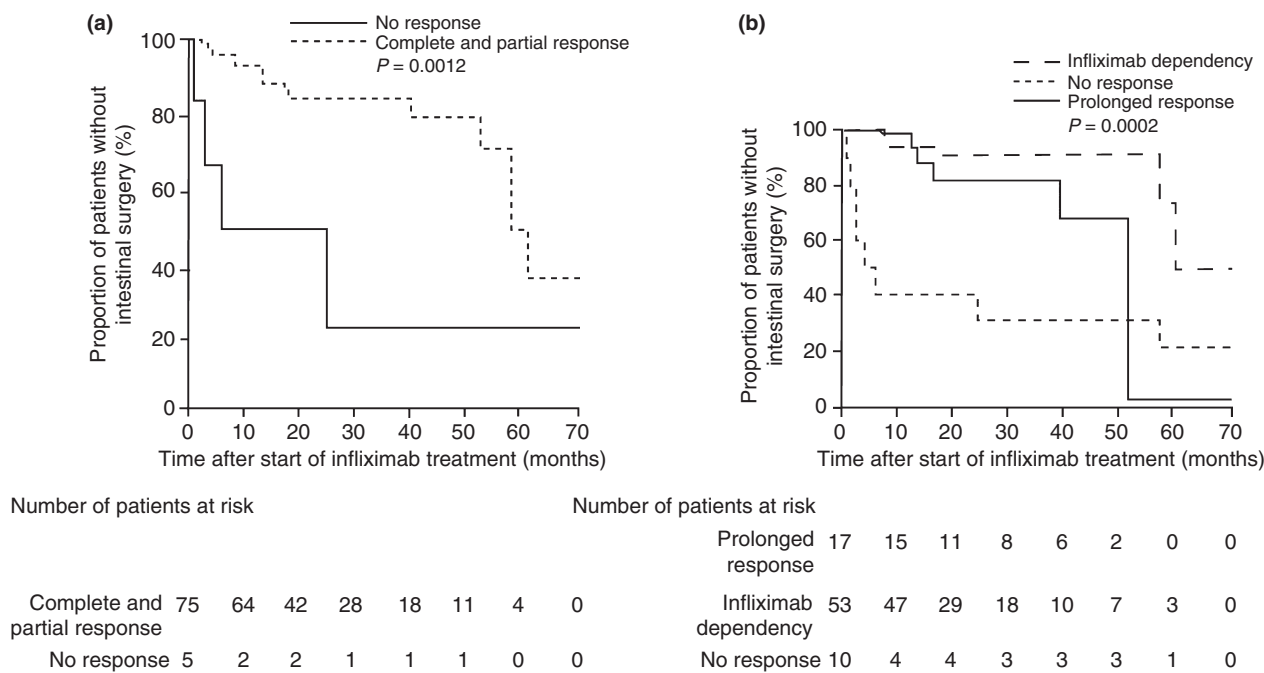 (a)
No response
Complete and partial response
P = 0.0012
Proportion of patients without
intestinal surgery (%)
100
80
60
40
20
0
0 10 20 30 40 50 60 70
Time after start of infliximab treatment (months)
Number of patients at risk
Complete and
partial response 75 64 42 28 18 11 4 0
No response 5 2 2 1 1 1 0 0
(b)
Infliximab dependency
No response
Prolonged response
P = 0.0002
Proportion of patients without
intestinal surgery (%)
100
80
60
40
20
0
0 10 20 30 40 50 60 70
Time after start of infliximab treatment (months)
Number of patients at risk
Prolonged 17 15 11 8 6 2 0 0
response
Infliximab 53 47 29 18 10 7 3 0
dependency
No response 10 4 4 3 3 3 1 0